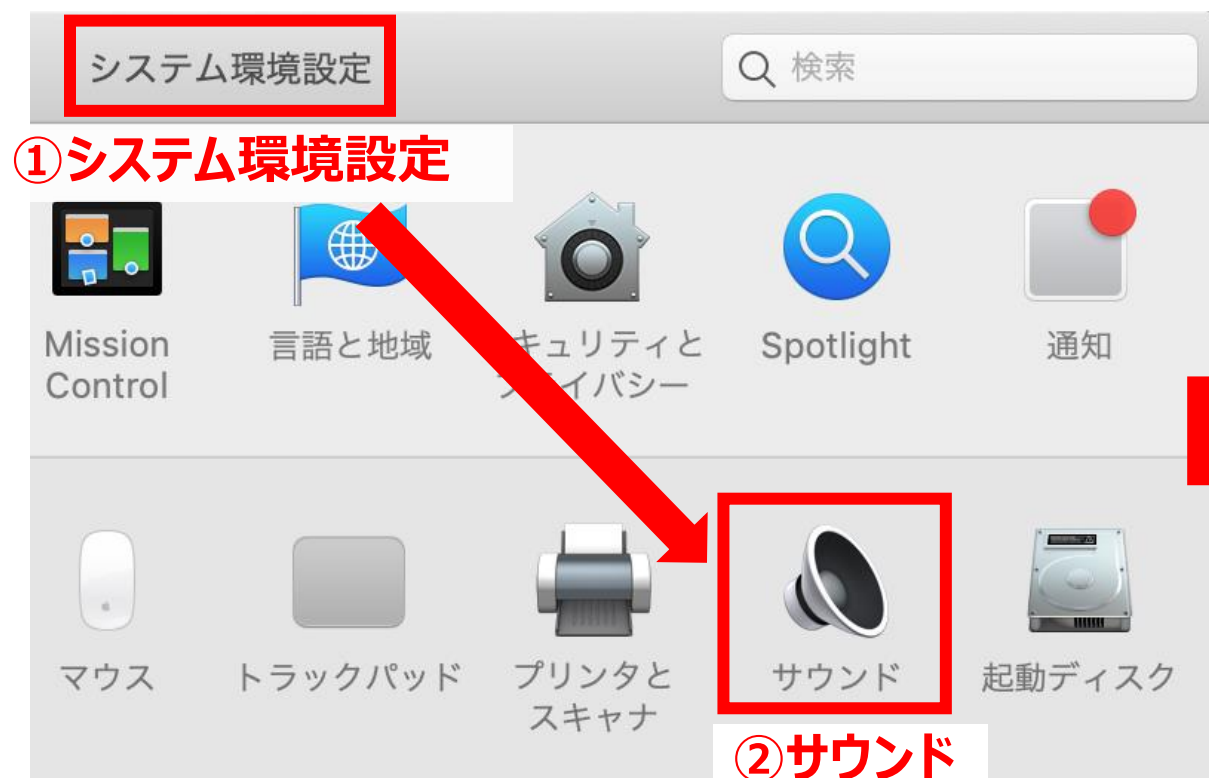 システム環境設定
検索
①システム環境設定
Mission
Control
言語と地域
キュリティと
プライバシー
Spotlight
通知
マウス
トラックパッド
プリンタと
スキャナ
サウンド
起動ディスク
②サウンド